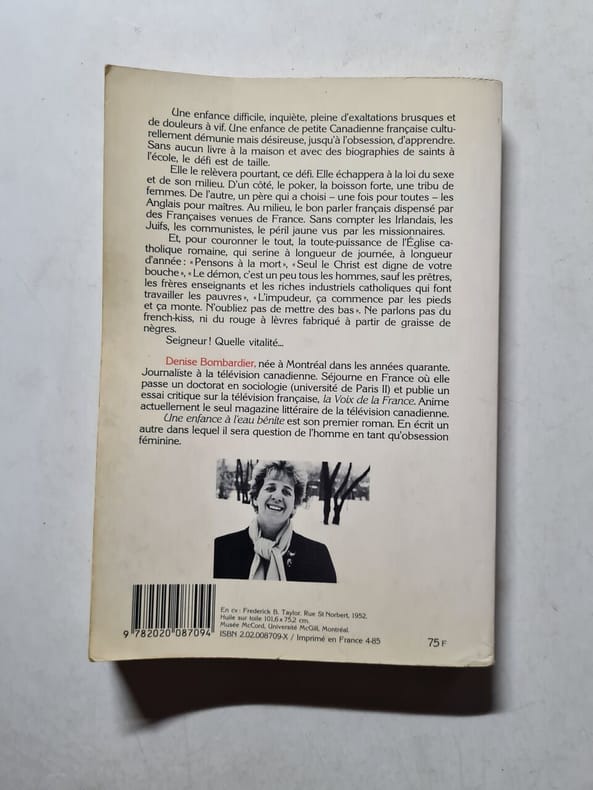 Une enfance difficile, inquiète, pleine d'exaltations brusques et
de douleurs à vif. Une enfance de petite Canadienne française cultu-
rellement démunie mais désireuse, jusqu'à l'obsession, d'apprendre.
Sans aucun livre à la maison et avec des biographies de saints à
l'école, le défi est de taille.
Elle le relèvera pourtant, ce défi. Elle échappera à la loi du sexe
et de son milieu. D'un côté, le poker, la boisson forte, une tribu de
femmes. De l'autre, un père qui a choisi – une fois pour toutes – les
Anglais pour maîtres. Au milieu, le bon parler français dispensé par
des Françaises venues de France. Sans compter les Irlandais, les
Juifs, les communistes, le péril jaune vus par les missionnaires.
Et, pour couronner le tout, la toute-puissance de l'Église ca-
tholique romaine, qui serine à longueur de journée, à longueur
d'année : « Pensons à la mort », « Seul le Christ est digne de votre
bouche », « Le démon, c'est un peu tous les hommes, sauf les prêtres,
les frères enseignants et les riches industriels catholiques qui font
travailler les pauvres », « L'impudeur, ça commence par les pieds
et ça monte. N'oubliez pas de mettre des bas ». Ne parlons pas du
french-kiss, ni du rouge à lèvres fabriqué à partir de graisse de
nègres.
Seigneur ! Quelle vitalité...
Denise Bombardier, née à Montréal dans les années quarante.
Journaliste à la télévision canadienne. Séjourne en France où elle
passe un doctorat en sociologie (université de Paris II) et publie un
essai critique sur la télévision française, la Voix de la France. Anime
actuellement le seul magazine littéraire de la télévision canadienne.
Une enfance à l'eau bénite est son premier roman. En écrit un
autre dans lequel il sera question de l'homme en tant qu'obsession
féminine.
En cv : Frederick B. Taylor. Rue St Norbert, 1952.
Huile sur toile 101,6 x 75,2 cm.
Musée McCord, Université McGill, Montréal.
9 782020 087094
ISBN 2.02.008709-X / Imprimé en France 4-85
75 F